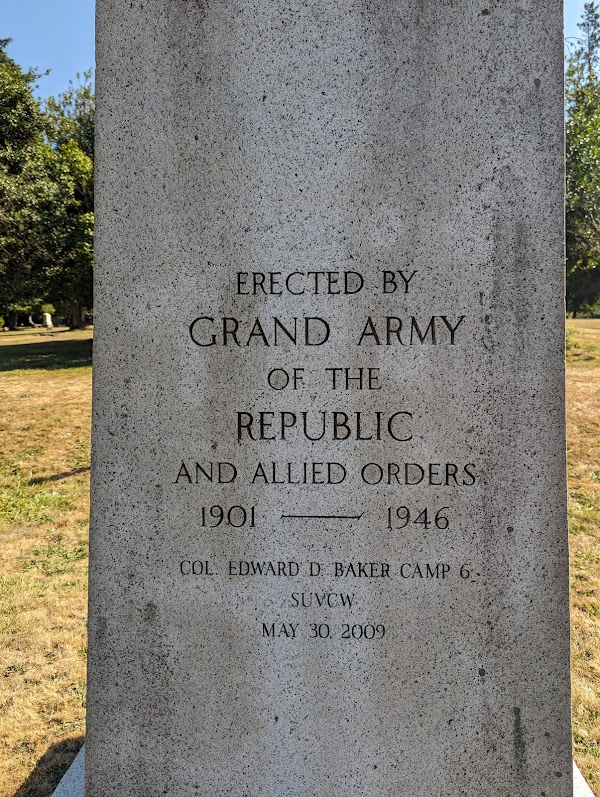 ERECTED BY
GRAND ARMY
OF THE
REPUBLIC
AND ALLIED ORDERS
1901 — 1946
COL. EDWARD D. BAKER CAMP 6
SUVCW
MAY 30, 2009